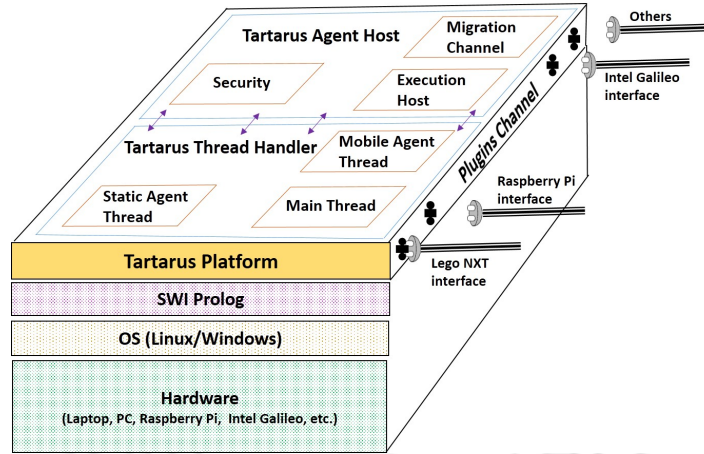 Tartarus Agent Host
Migration
Channel
Others
Security
Execution
Host
Intel Galileo
interface
Plugins Channel
Tartarus Thread Handler
Mobile Agent
Thread
Static Agent
Thread
Main Thread
Raspberry Pi
interface
Lego NXT
interface
Tartarus Platform
SWI Prolog
OS (Linux/Windows)
Hardware
(Laptop, PC, Raspberry Pi, Intel Galileo, etc.)